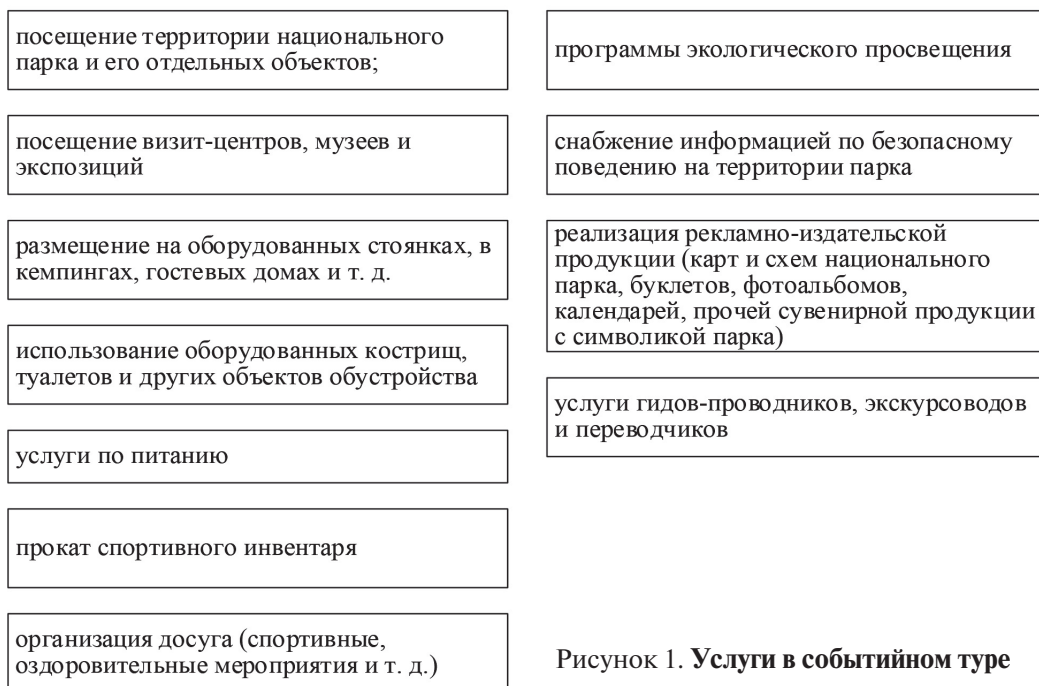 посещение территории национального
парка и его отдельных объектов;
посещение визит-центров, музеев и
экспозиций
размещение на оборудованных стоянках, в
кемпингах, гостевых домах и т. д.
использование оборудованных кострищ,
туалетов и других объектов обустройства
услуги по питанию
прокат спортивного инвентаря
организация досуга (спортивные,
оздоровительные мероприятия и т. д.)
программы экологического просвещения
снабжение информацией по безопасному
поведению на территории парка
реализация рекламно-издательской
продукции (карт и схем национального
парка, буклетов, фотоальбомов,
календарей, прочей сувенирной продукции
с символикой парка)
услуги гидов-проводников, экскурсоводов
и переводчиков
Рисунок 1. Услуги в событийном туре